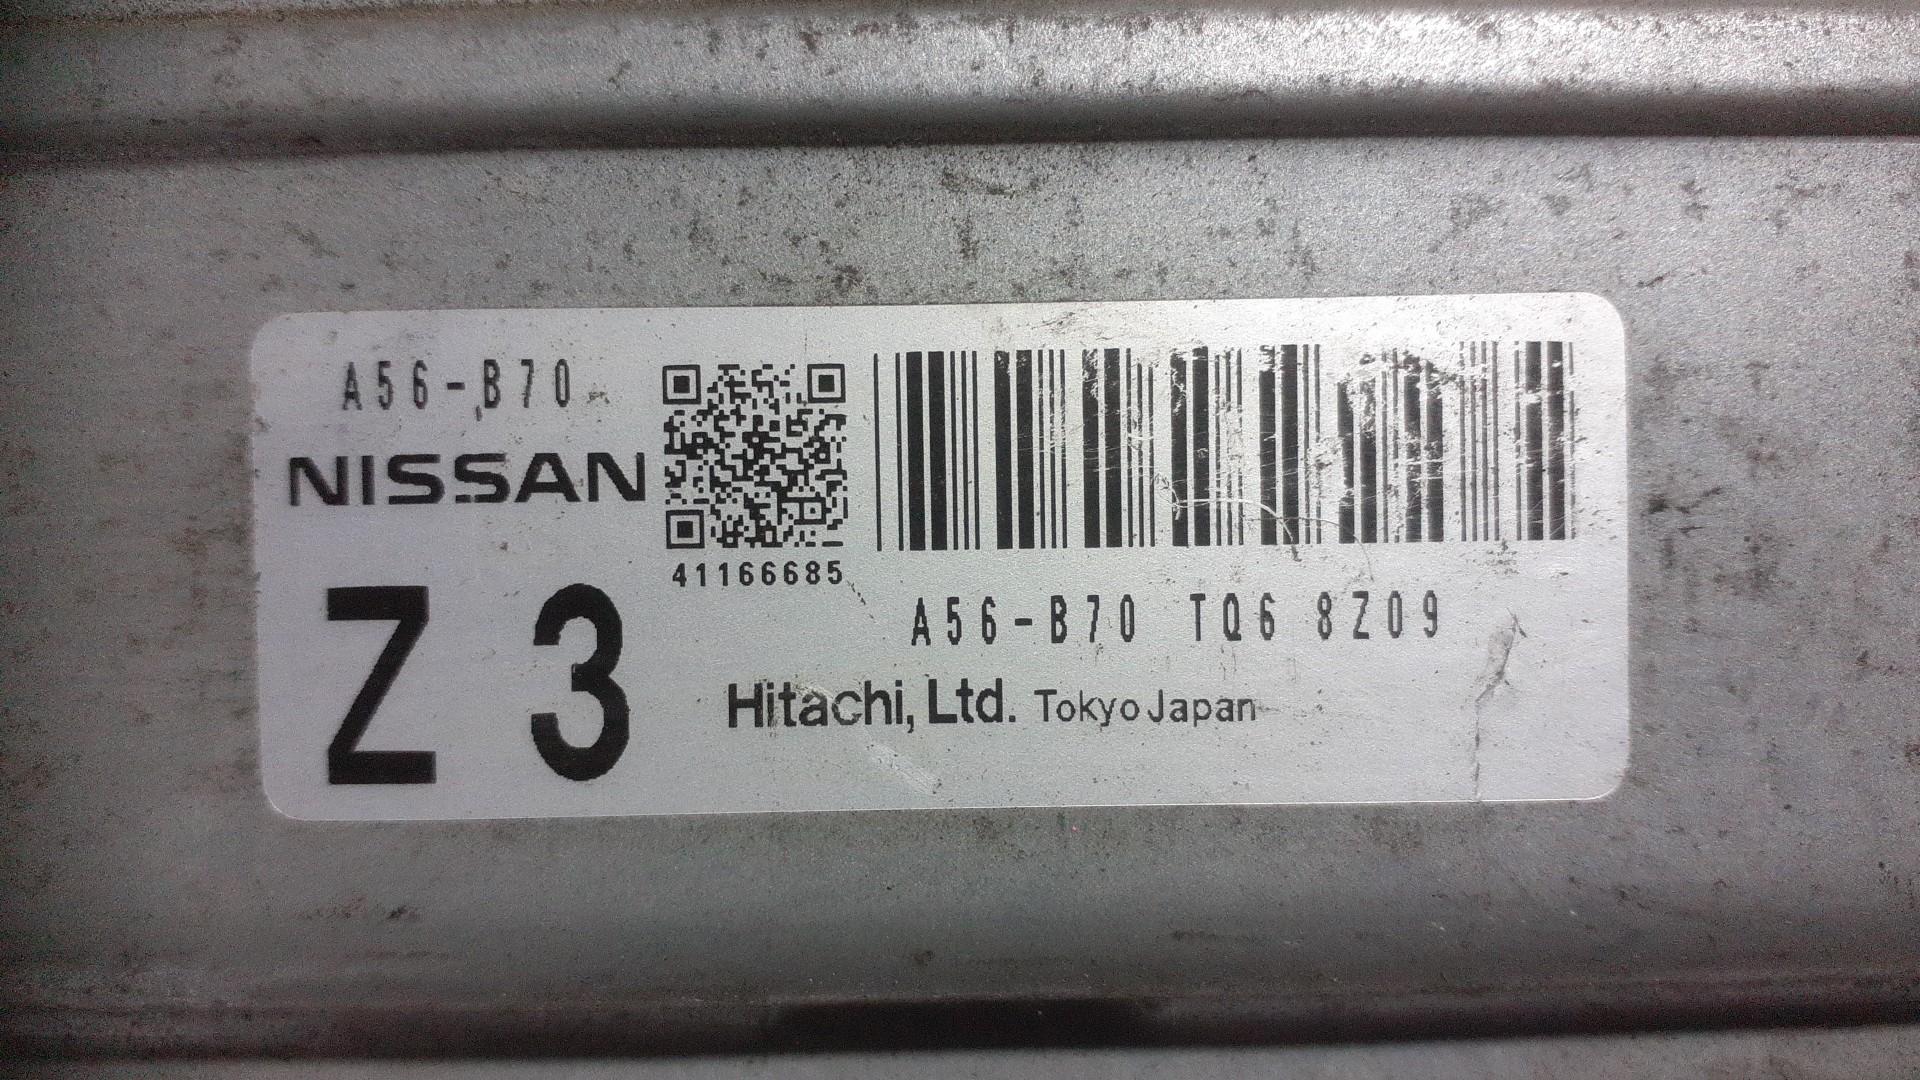 A56-B70
NISSAN
Z 3
41166685
A56-B70 TQ6 8Z09
Hitachi, Ltd. Tokyo Japan